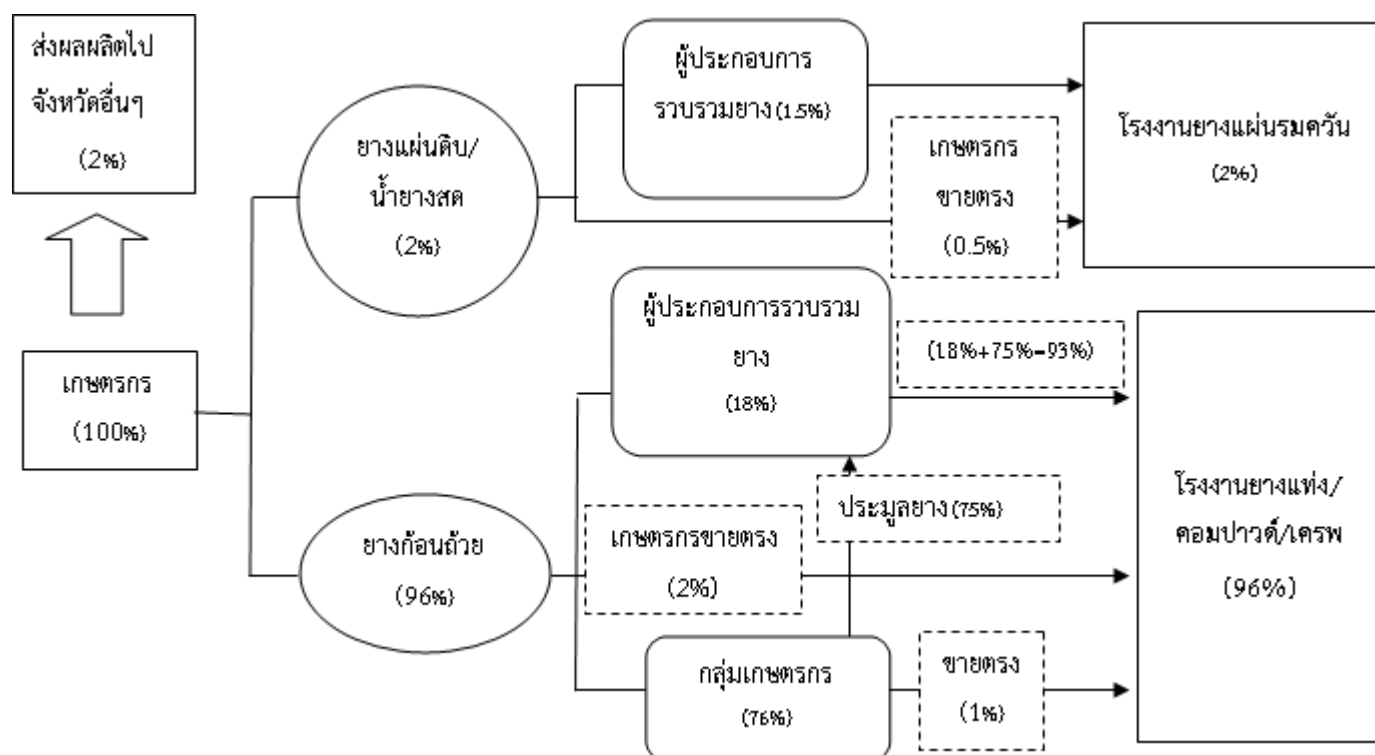 ส่งผลผลิตไป
จังหวัดอื่นๆ
(2%)
เกษตรกร
(100%)
ยางแผ่นดิบ/
น้ำยางสด
(2%)
ผู้ประกอบการ
รวบรวมยาง (1.5%)
เกษตรกร
ขายตรง
(0.5%)
โรงงานยางแผ่นรมควัน
(2%)
ยางก้อนถ้วย
(96%)
ผู้ประกอบการรวบรวม
ยาง
(18%)
(18%+75%=93%)
ประมูลยาง (75%)
เกษตรกรขายตรง
(2%)
กลุ่มเกษตรกร
(76%)
ขายตรง
(1%)
โรงงานยางแท่ง/
คอมปาวด์/เครพ
(96%)